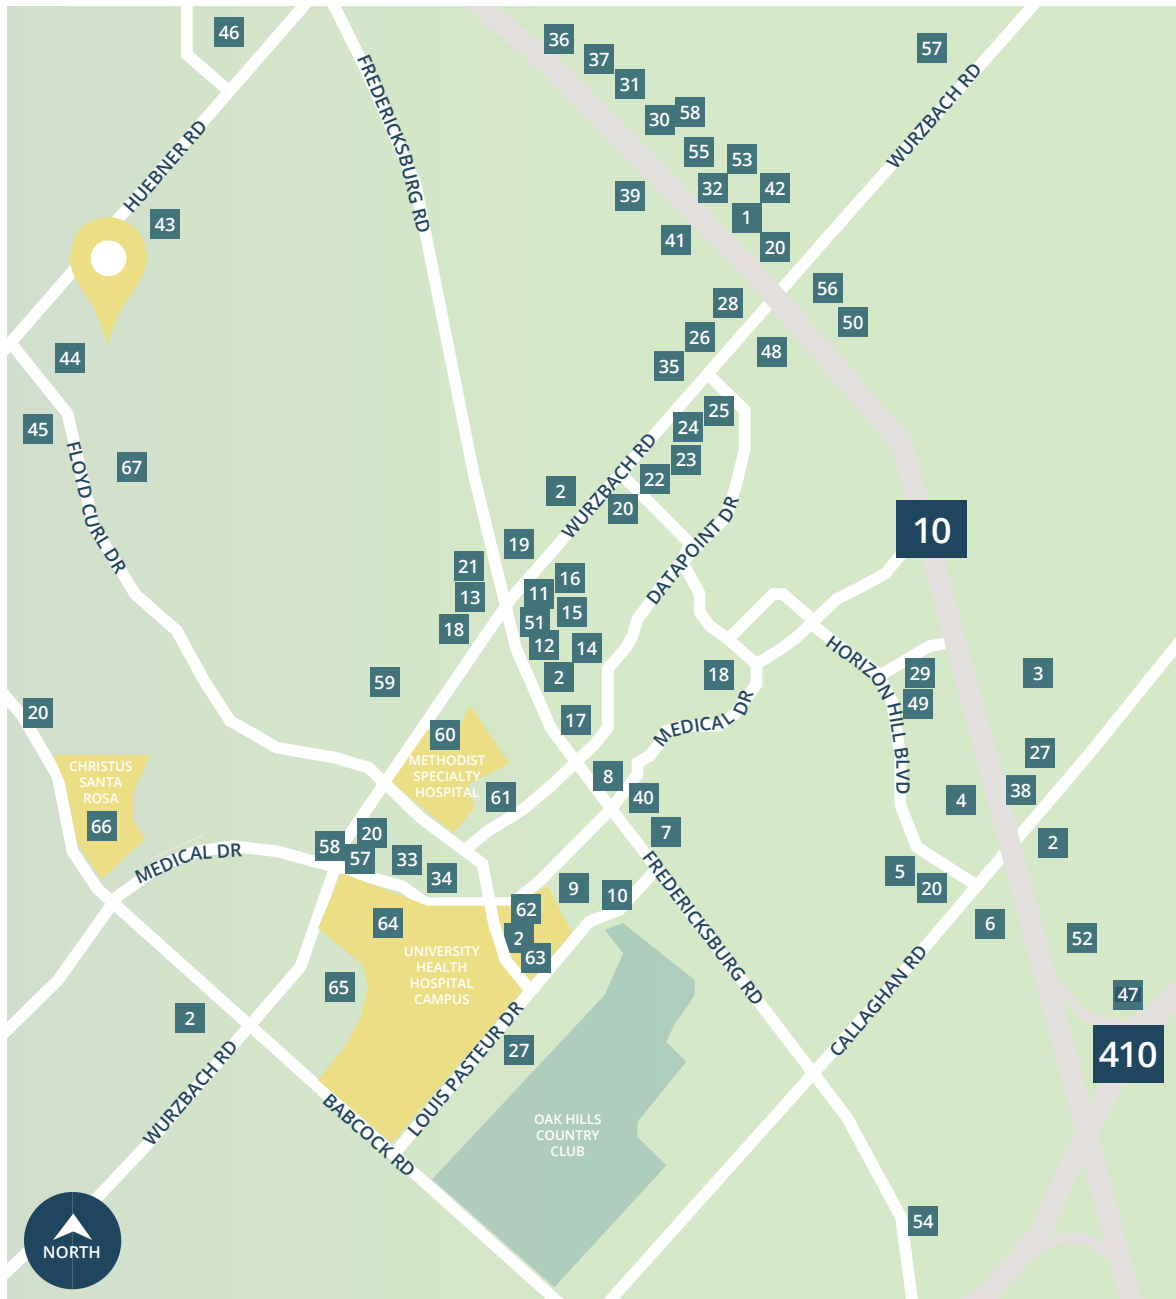 46
36
37
57
31
30
58
FREDERICKSBURG RD
WURZBACH RD
HUEBNER RD
55
53
32
42
39
43
1
41
20
56
28
50
26
48
44
35
25
45
24
FLOYD CURL DR
67
23
WURZBACH RD
22
2
20
DATAPOINT DR
10
19
21
16
13
11
15
51
18
12
14
HORIZON HILL BLVD
2
18
29
3
59
49
MEDICAL DR
20
17
60
27
METHODIST
SPECIALTY
HOSPITAL
CHRISTUS
SANTA
ROSA
8
38
61
40
4
66
20
7
58
2
57
33
MEDICAL DR
34
5
9
20
10
62
64
6
2
52
FREDERICKSBURG RD
63
UNIVERSITY
HEALTH
HOSPITAL
CAMPUS
65
47
CALLAGHAN RD
2
27
410
LOUIS PASTEUR DR
WURZBACH RD
OAK HILLS
COUNTRY
CLUB
BABCOCK RD
54
NORTH